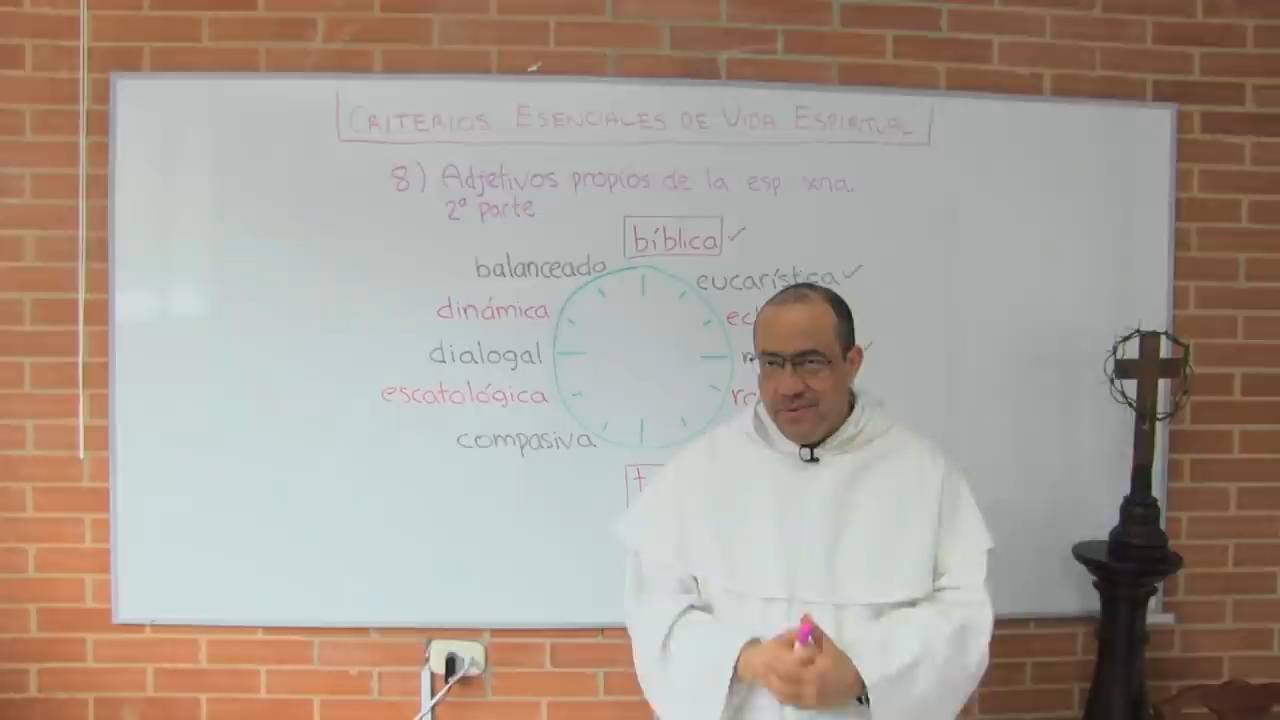 CRITERIOS ESENCIALES DE VIDA ESPIRITUAL
8) Adjetivos propios de la esp xna.
2ª parte
bíblica ✓
balanceada
eucarística ✓
dinámica
dialogal
escatológica
compasiva